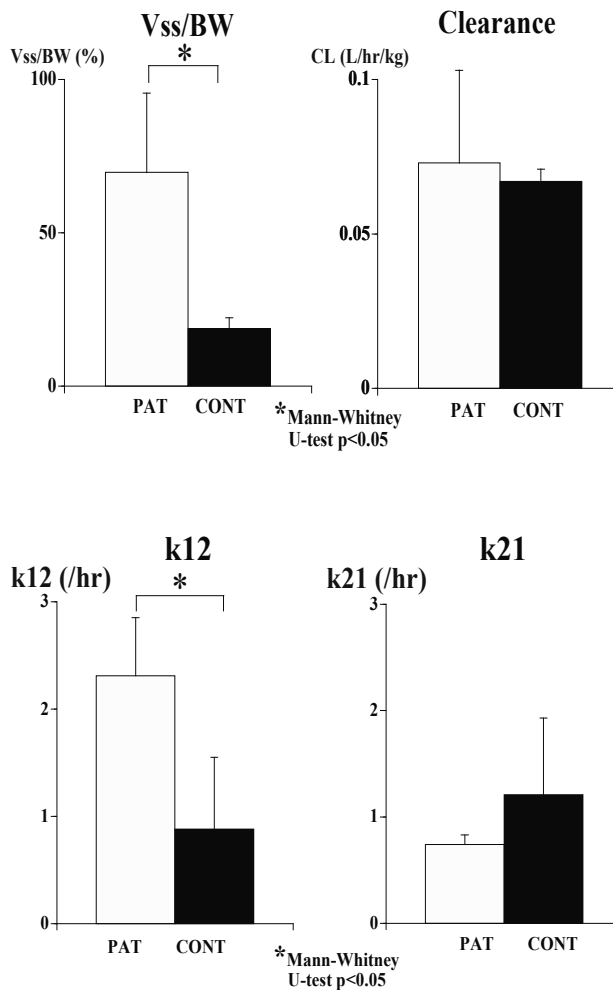 Vss/BW
Vss/BW (%)
*
100
50
0
PAT CONT
*Mann-Whitney
U-test p<0.05
Clearance
CL (L/hr/kg)
0.1
0.05
0
PAT CONT
k12
k12 (/hr)
*
3
2
1
0
PAT CONT
*Mann-Whitney
U-test p<0.05
k21
k21 (/hr)
3
2
1
0
PAT CONT